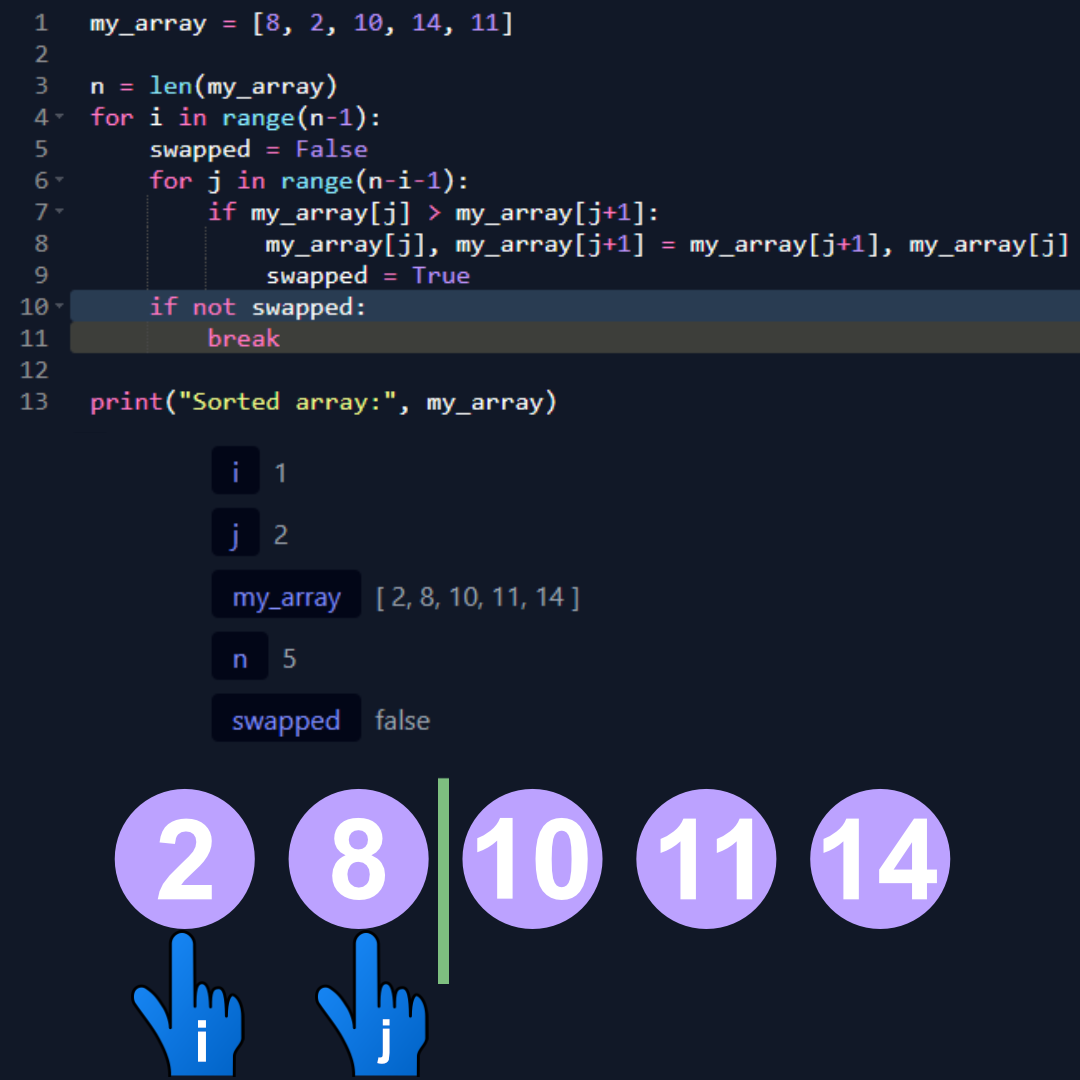 1 my_array = [8, 2, 10, 14, 11]
2
3 n = len(my_array)
4 for i in range(n-1):
5     swapped = False
6     for j in range(n-i-1):
7         if my_array[j] > my_array[j+1]:
8             my_array[j], my_array[j+1] = my_array[j+1], my_array[j]
9             swapped = True
10     if not swapped:
11         break
12
13 print("Sorted array:", my_array)
i 1
j 2
my_array [ 2, 8, 10, 11, 14 ]
n 5
swapped false
2 8 10 11 14
i j